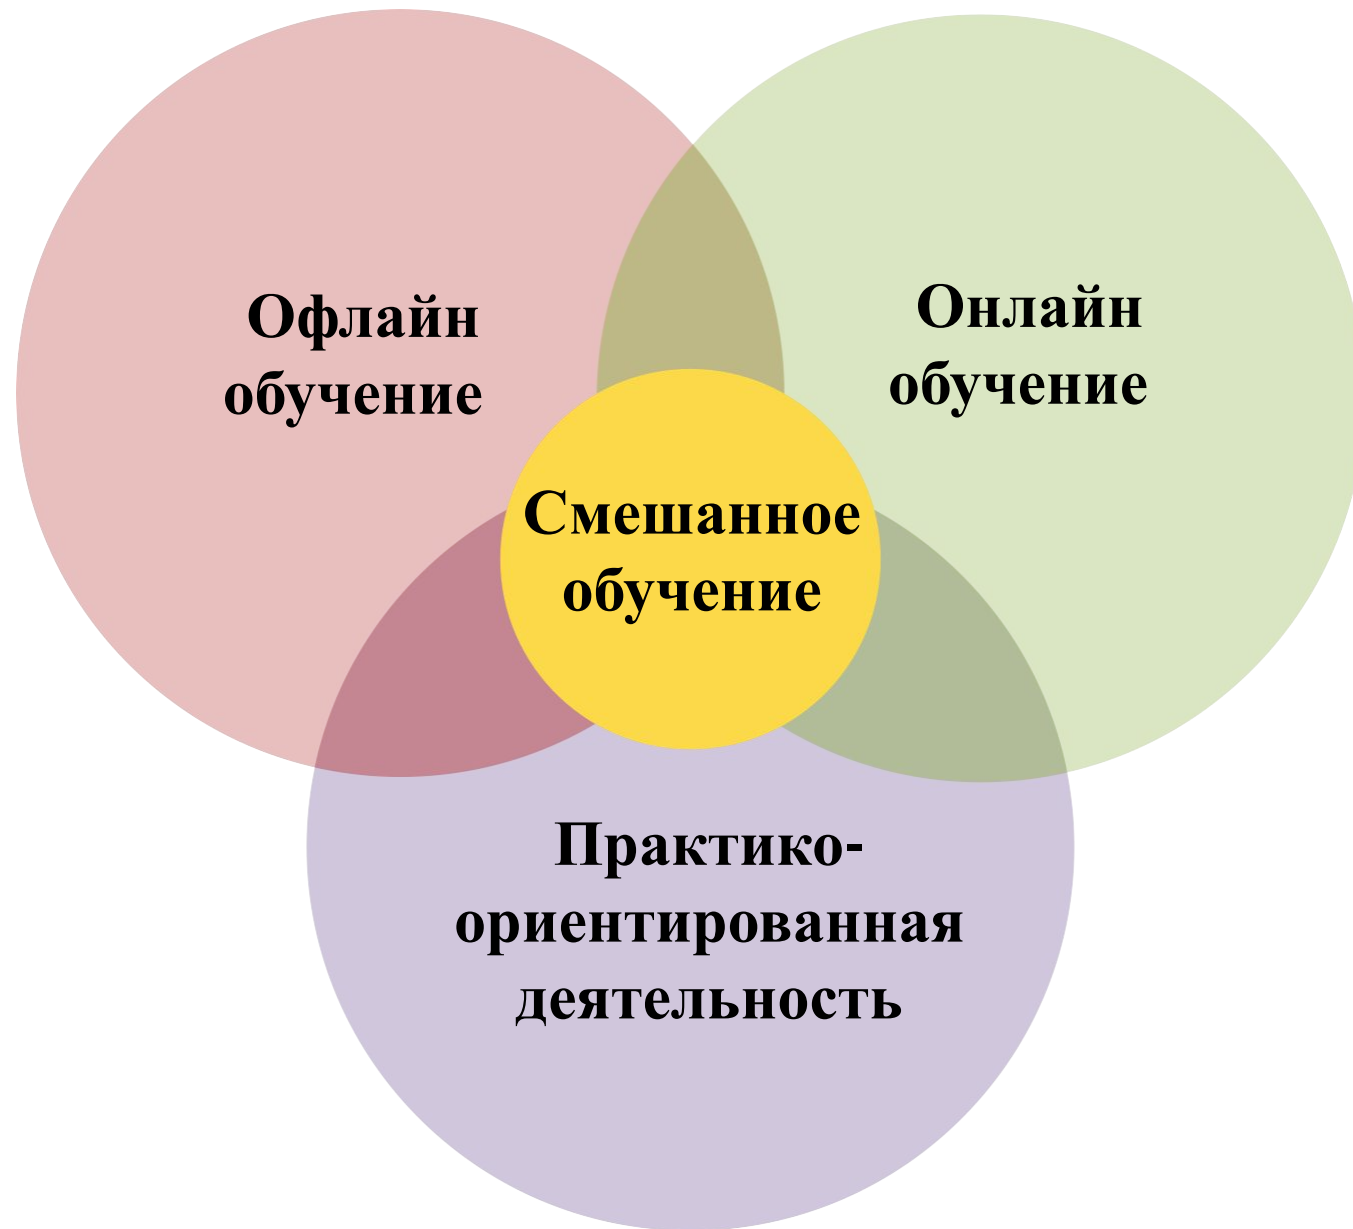 Офлайн
обучение
Онлайн
обучение
Смешанное
обучение
Практико-
ориентированная
деятельность